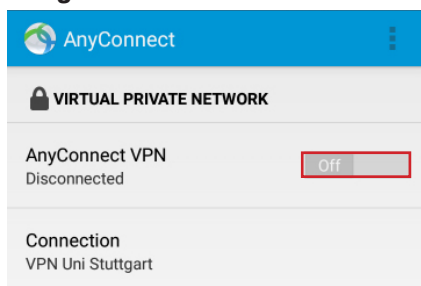 AnyConnect
VIRTUAL PRIVATE NETWORK
AnyConnect VPN
Off
Disconnected
Connection
VPN Uni Stuttgart